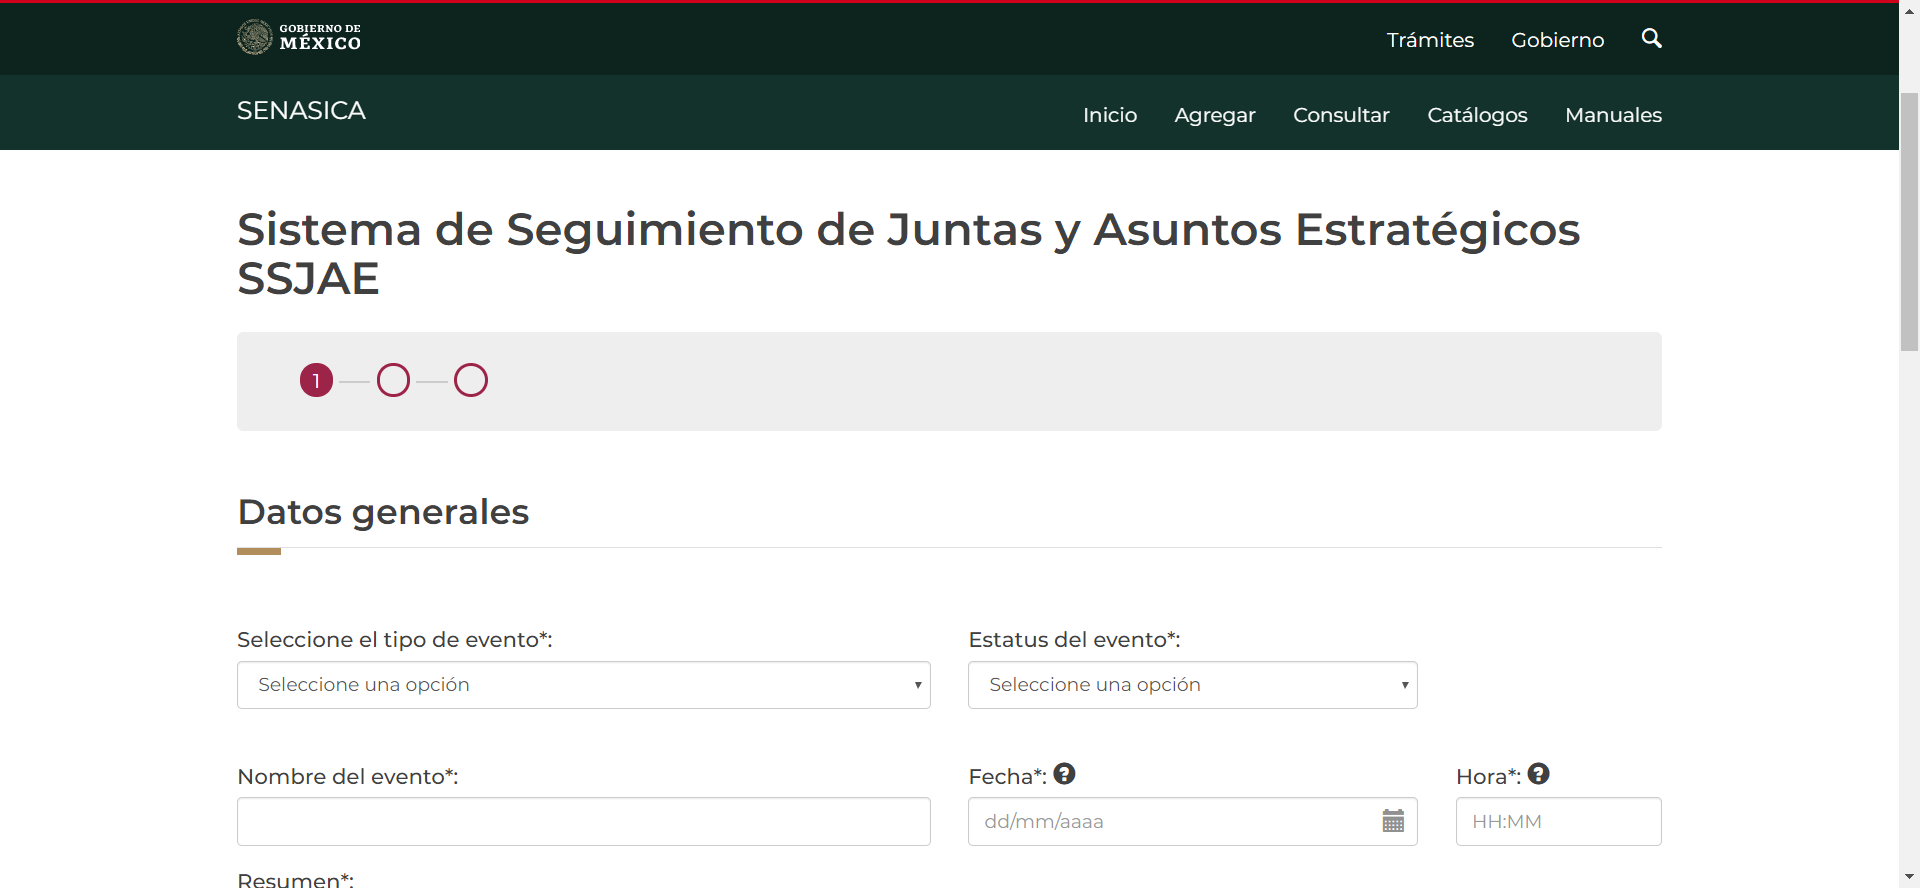 GOBIERNO DE
MÉXICO
Trámites Gobierno
SENASICA
Inicio Agregar Consultar Catálogos Manuales
Sistema de Seguimiento de Juntas y Asuntos Estratégicos
SSJAE
1
Datos generales
Seleccione el tipo de evento*: Estatus del evento*:
Seleccione una opción Seleccione una opción
Nombre del evento*: Fecha*: ? Hora*: ?
dd/mm/aaaa HH:MM
Resumen*: